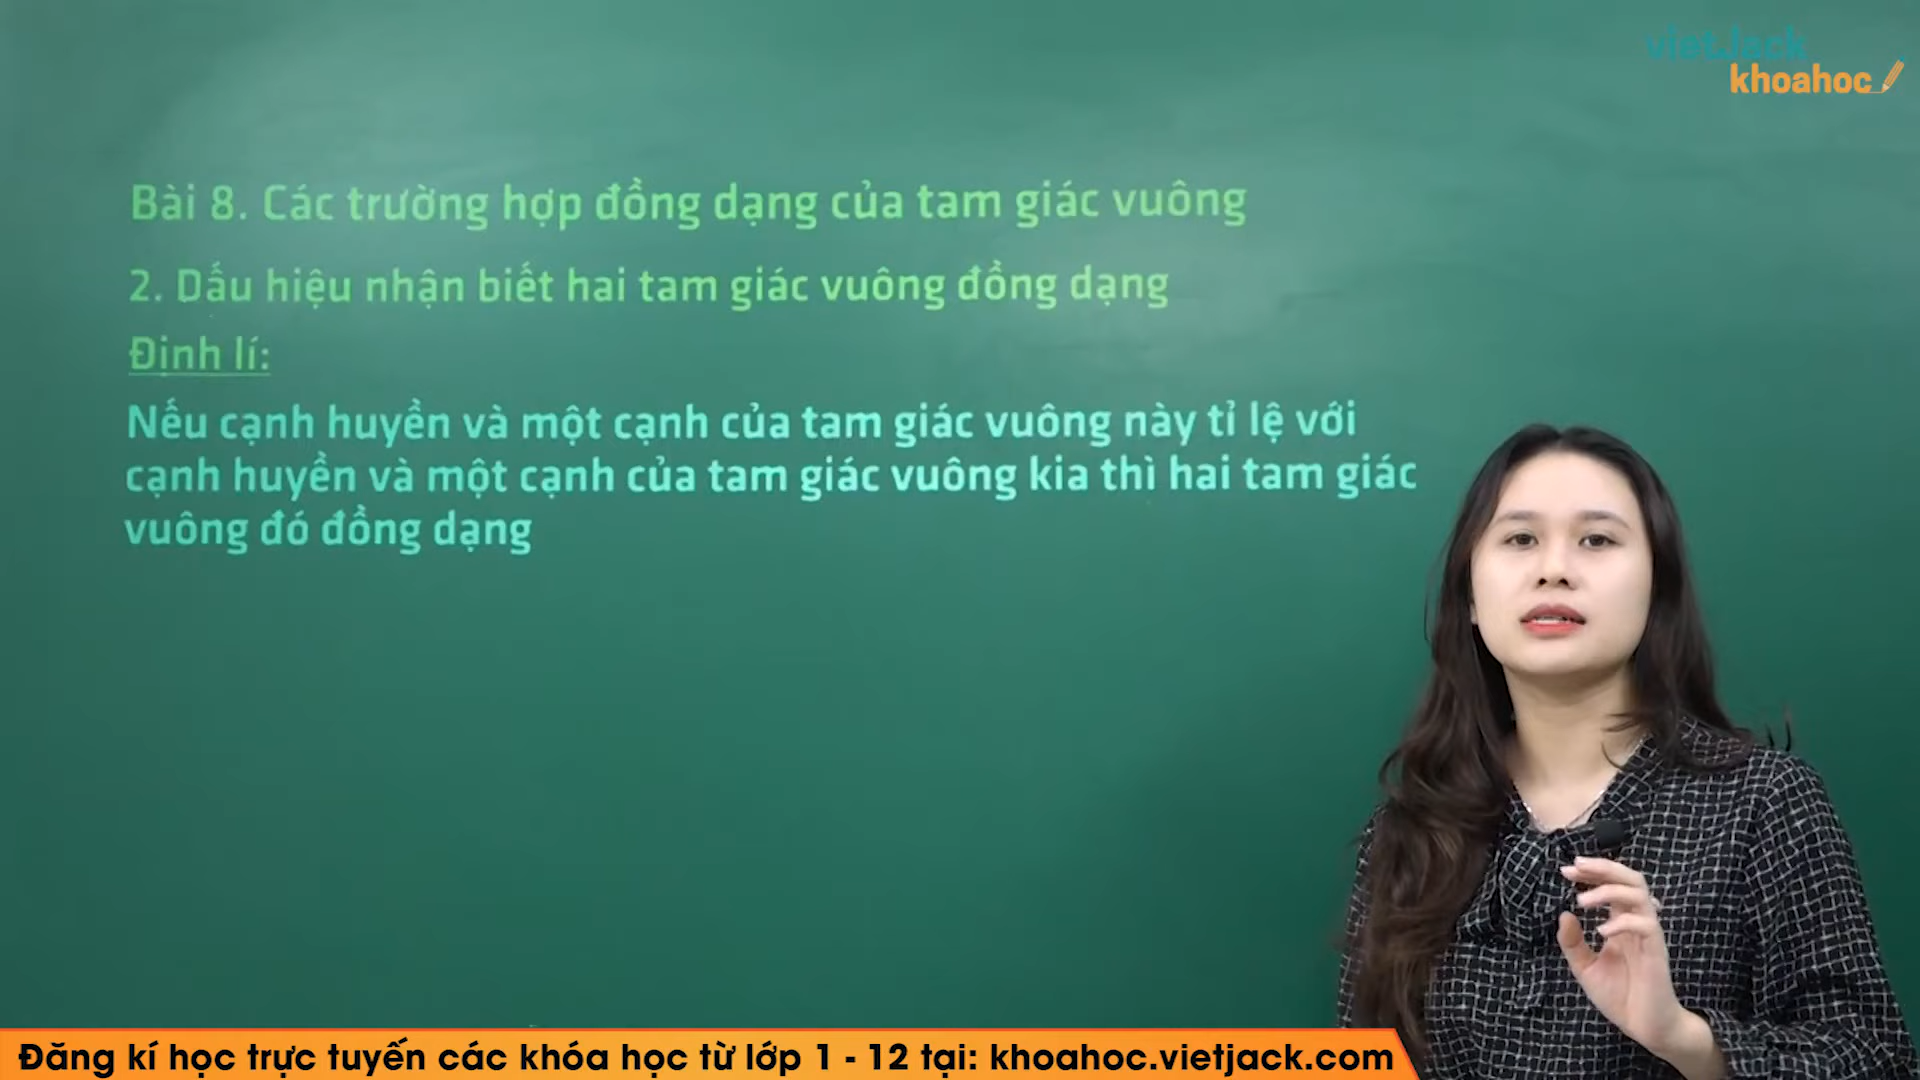 vietJack
khoahoc
Bài 8. Các trường hợp đồng dạng của tam giác vuông
2. Dấu hiệu nhận biết hai tam giác vuông đồng dạng
Định lí:
Nếu cạnh huyền và một cạnh của tam giác vuông này tỉ lệ với
cạnh huyền và một cạnh của tam giác vuông kia thì hai tam giác
vuông đó đồng dạng
Đăng kí học trực tuyến các khóa học từ lớp 1 - 12 tại: khoahoc.vietjack.com